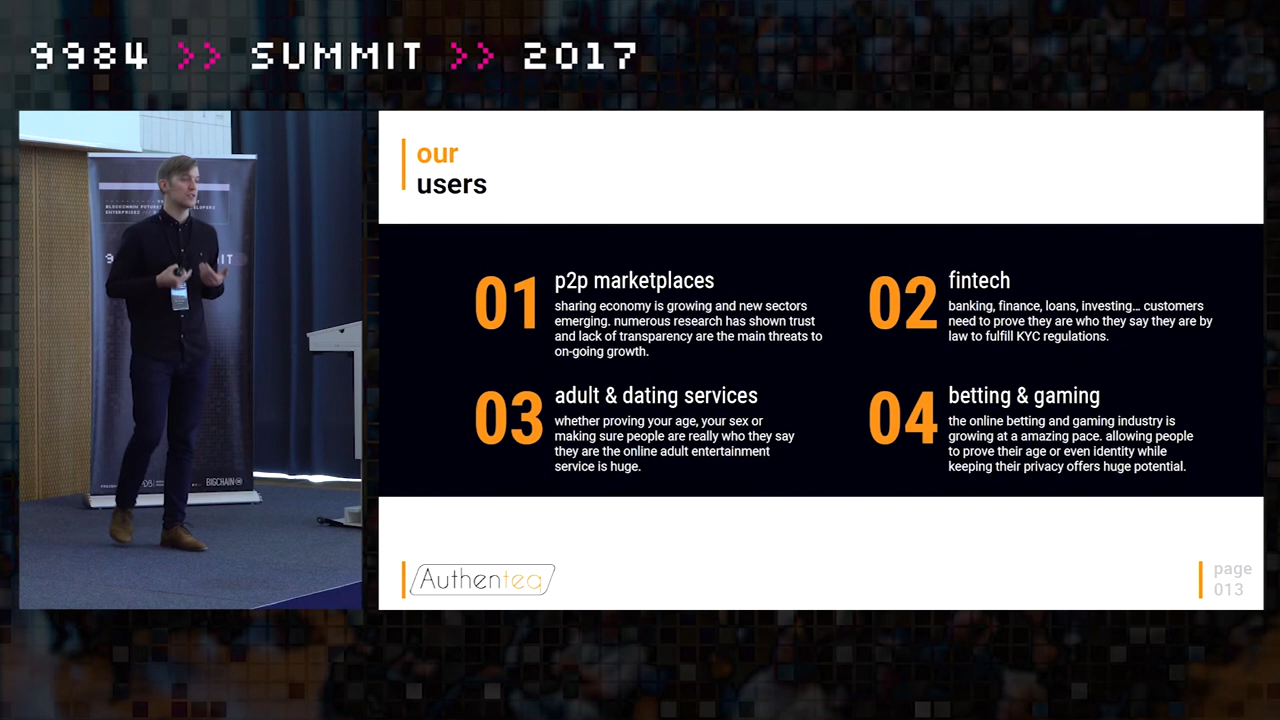 9984 >> SUMMIT >> 2017
our
users
01
p2p marketplaces
sharing economy is growing and new sectors
emerging. numerous research has shown trust
and lack of transparency are the main threats to
on-going growth.
02
fintech
banking, finance, loans, investing... customers
need to prove they are who they say they are by
law to fulfill KYC regulations.
03
adult & dating services
whether proving your age, your sex or
making sure people are really who they say
they are the online adult entertainment
service is huge.
04
betting & gaming
the online betting and gaming industry is
growing at a amazing pace. allowing people
to prove their age or even identity while
keeping their privacy offers huge potential.
Authenteq
page
013
BLOCKCHAIN
ENTERPRISES
BIGCHAIN